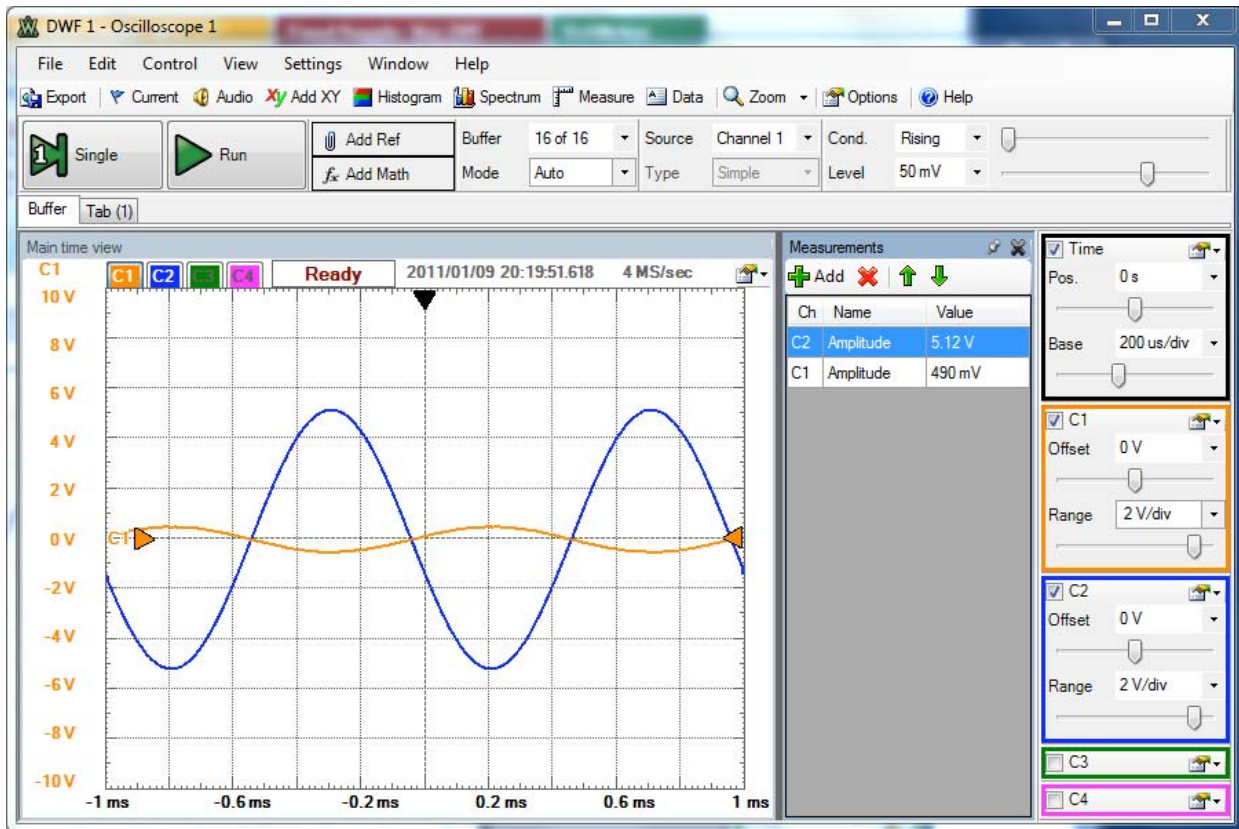 DWF 1 - Oscilloscope 1
File Edit Control View Settings Window Help
Export Current Audio Xy Add XY Histogram Spectrum Measure Data Zoom Options Help
1 Single Run
Add Ref
fx Add Math
Buffer 16 of 16 Source Channel 1 Cond. Rising
Mode Auto Type Simple Level 50 mV
Buffer Tab (1)
Main time view
C1 C1 C2 C3 C4 Ready 2011/01/09 20:19:51.618 4 MS/sec
10 V
8 V
6 V
4 V
2 V
0 V C1
-2 V
-4 V
-6 V
-8 V
-10 V
-1 ms -0.6 ms -0.2 ms 0.2 ms 0.6 ms 1 ms
Measurements
Add
Ch Name Value
C2 Amplitude 5.12 V
C1 Amplitude 490 mV
Time
Pos. 0 s
Base 200 us/div
C1
Offset 0 V
Range 2 V/div
C2
Offset 0 V
Range 2 V/div
C3
C4